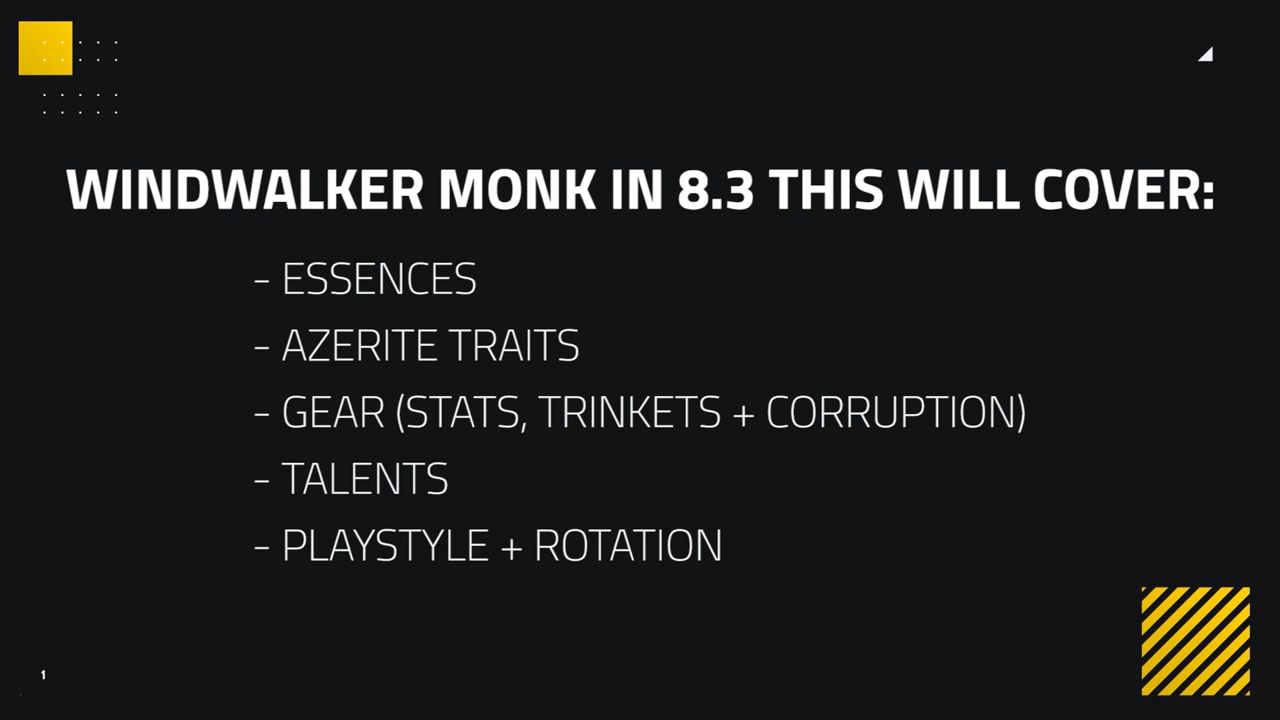 WINDWALKER MONK IN 8.3 THIS WILL COVER:
- ESSENCES
- AZERITE TRAITS
- GEAR (STATS, TRINKETS + CORRUPTION)
- TALENTS
- PLAYSTYLE + ROTATION
1